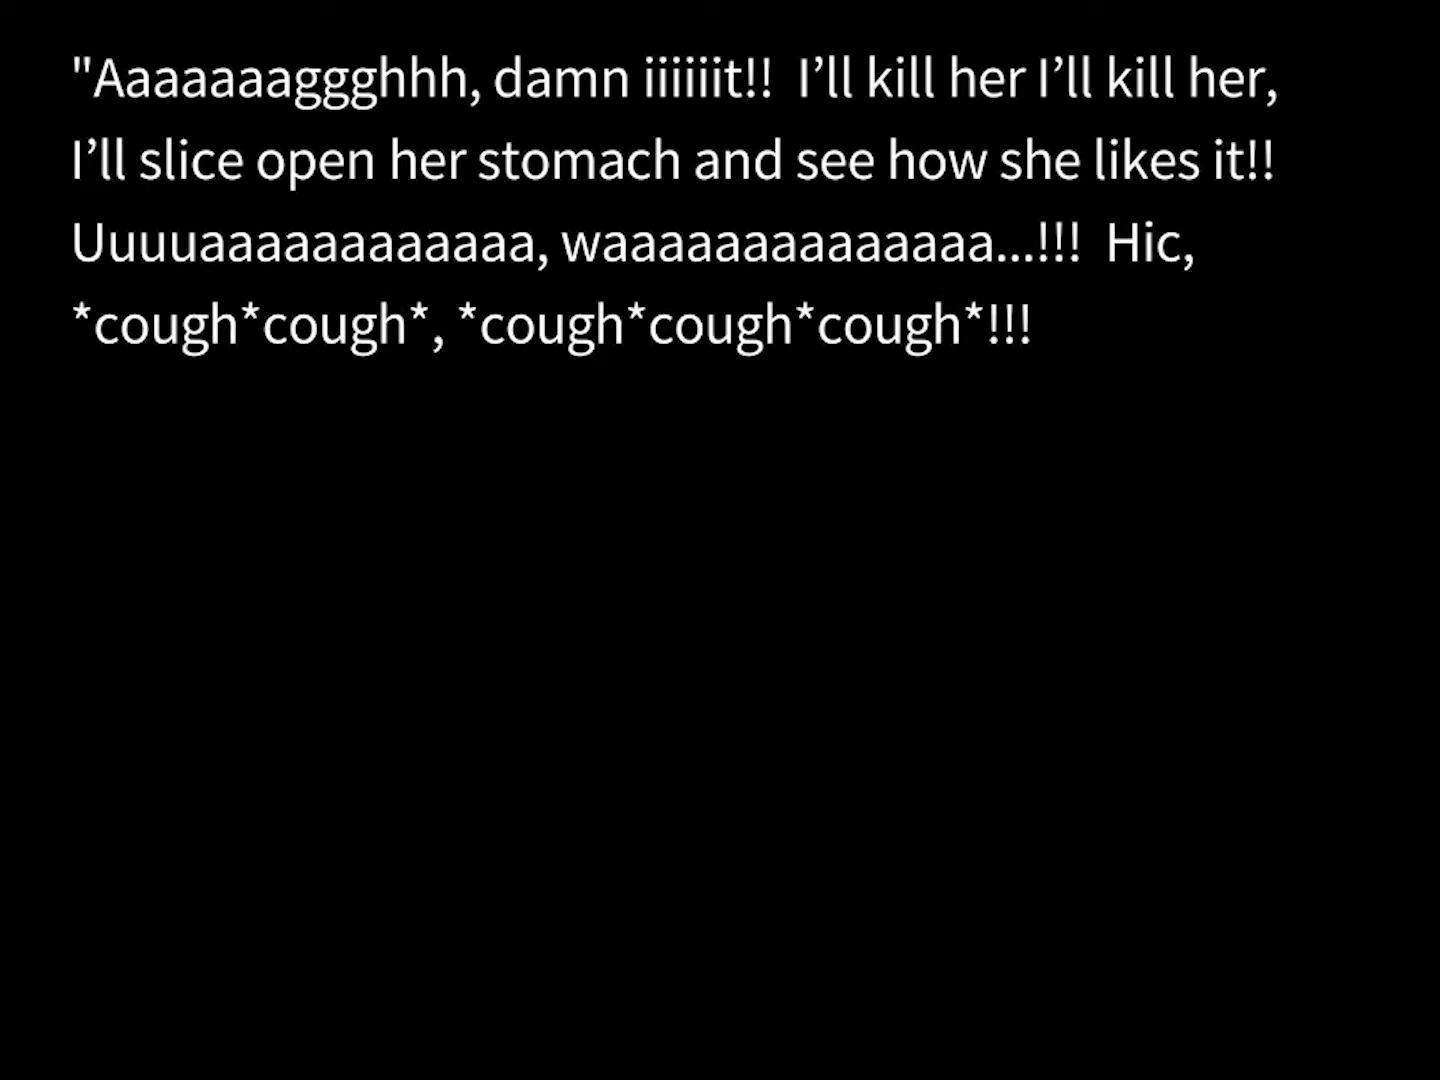 "Aaaaaaaggghhh, damn iiiiiit!!  I’ll kill her I’ll kill her,
I’ll slice open her stomach and see how she likes it!!
Uuuuaaaaaaaaaaaa, waaaaaaaaaaaaaa...!!!  Hic,
*cough*cough*, *cough*cough*cough*!!!